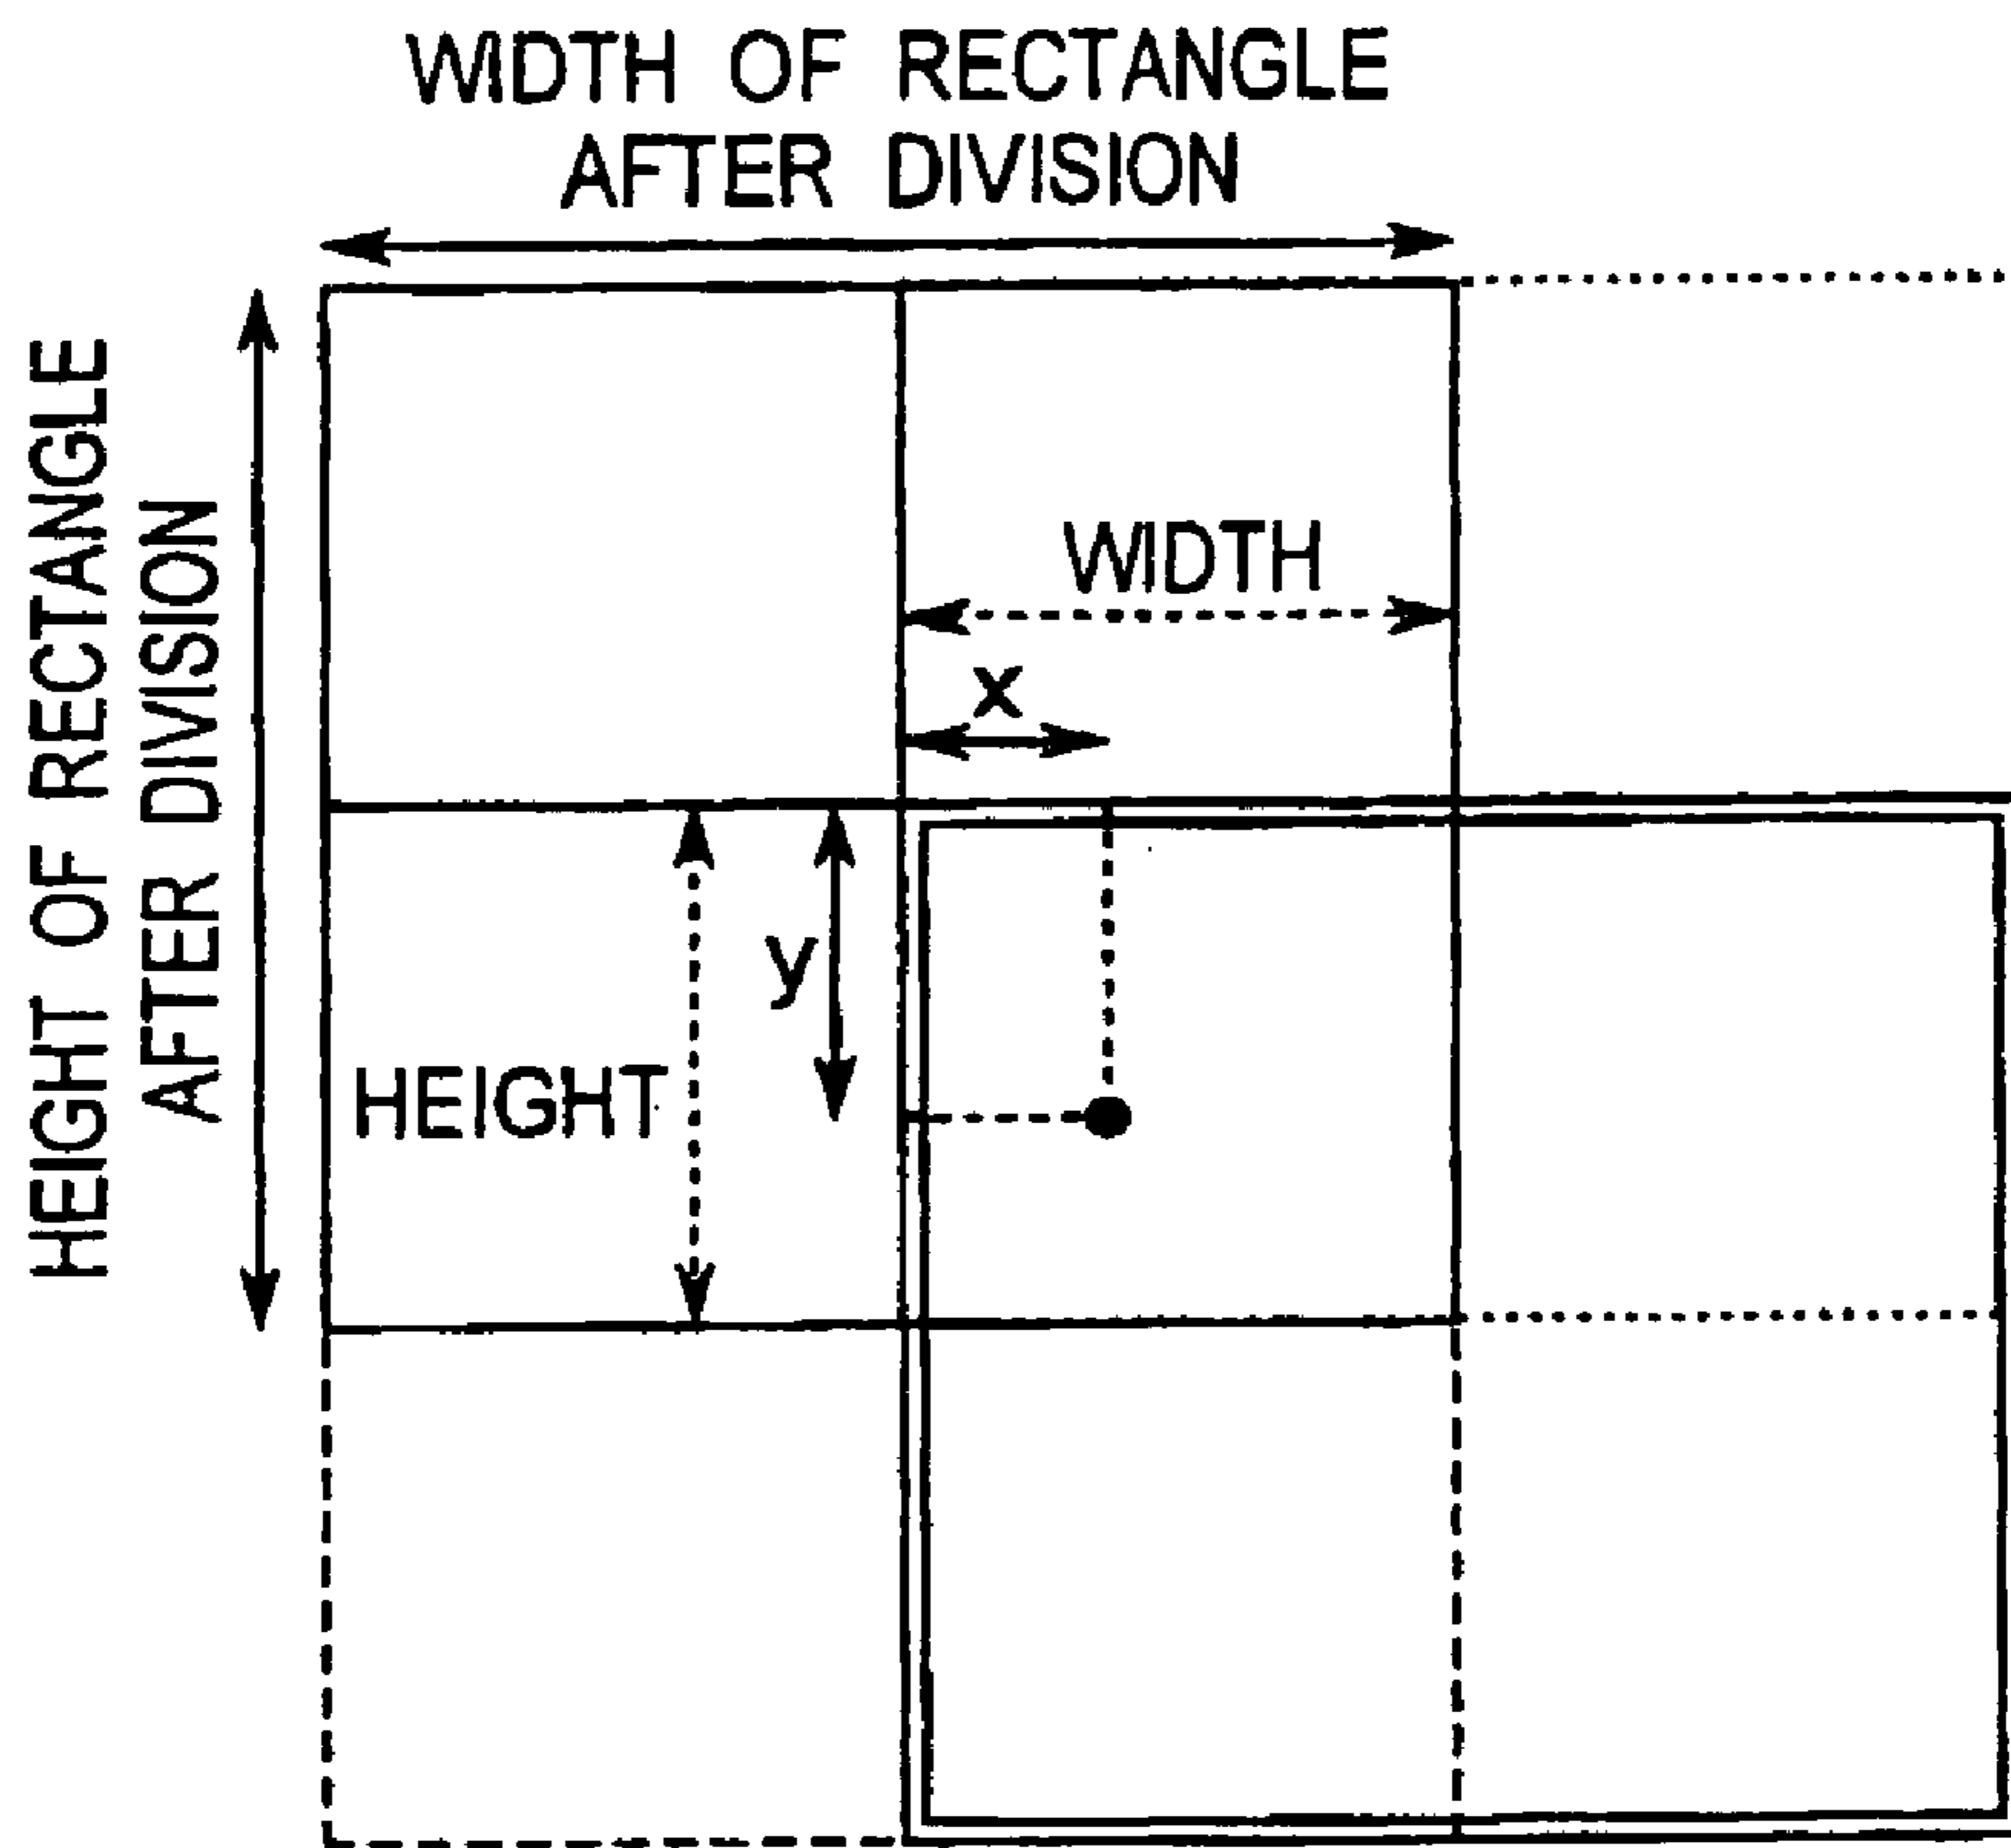 WIDTH OF RECTANGLE
AFTER DIVISION
HEIGHT OF RECTANGLE
AFTER DIVISION
WIDTH
x
y
HEIGHT